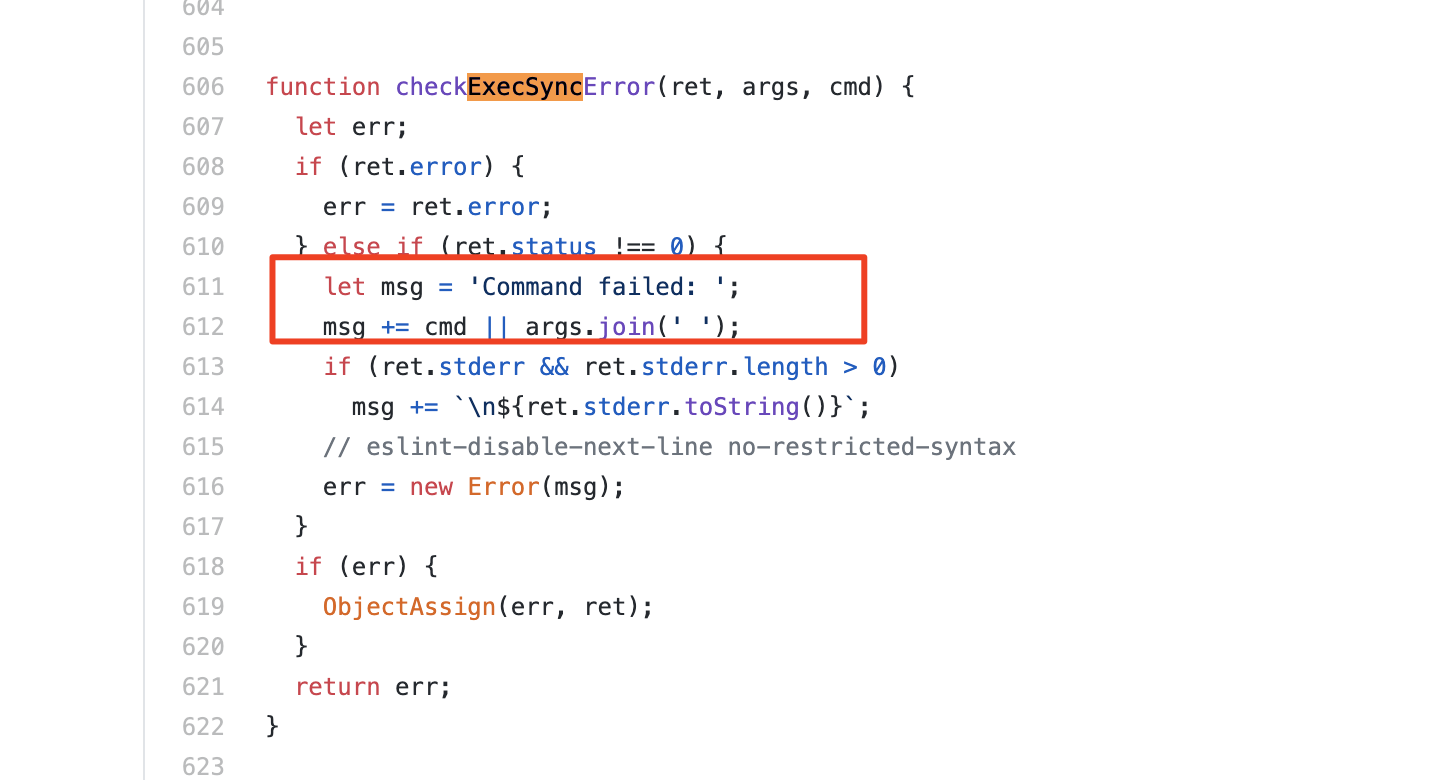 604
605
606 function checkExecSyncError(ret, args, cmd) {
607   let err;
608   if (ret.error) {
609     err = ret.error;
610   } else if (ret.status !== 0) {
611     let msg = 'Command failed: ';
612     msg += cmd || args.join(' ');
613     if (ret.stderr && ret.stderr.length > 0)
614       msg += `\n${ret.stderr.toString()}`;
615     // eslint-disable-next-line no-restricted-syntax
616     err = new Error(msg);
617   }
618   if (err) {
619     ObjectAssign(err, ret);
620   }
621   return err;
622 }
623